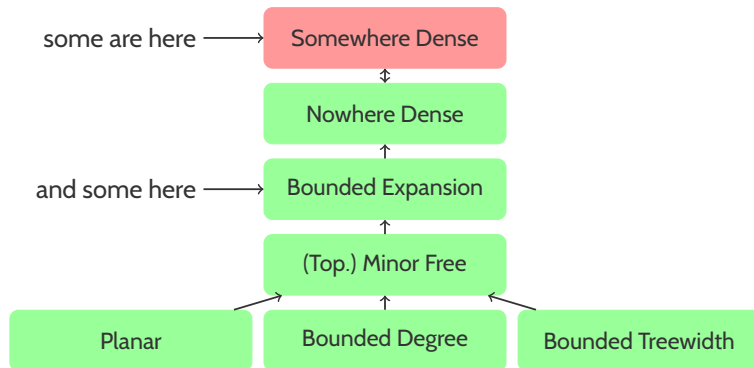 some are here
Somewhere Dense
Nowhere Dense
and some here
Bounded Expansion
(Top.) Minor Free
Planar
Bounded Degree
Bounded Treewidth